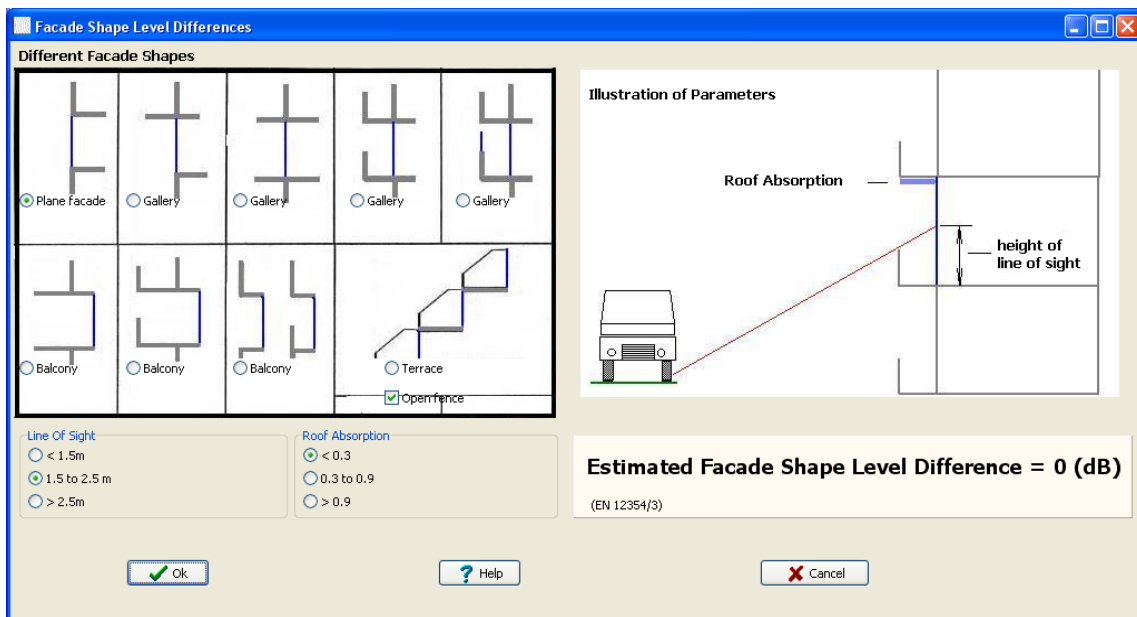 Facade Shape Level Differences
Different Facade Shapes
Plane facade
Gallery
Gallery
Gallery
Gallery
Balcony
Balcony
Balcony
Terrace
Open fence
Illustration of Parameters
Roof Absorption
height of
line of sight
Line Of Sight
< 1.5m
1.5 to 2.5 m
> 2.5m
Roof Absorption
< 0.3
0.3 to 0.9
> 0.9
Estimated Facade Shape Level Difference = 0 (dB)
(EN 12354/3)
Ok
? Help
Cancel